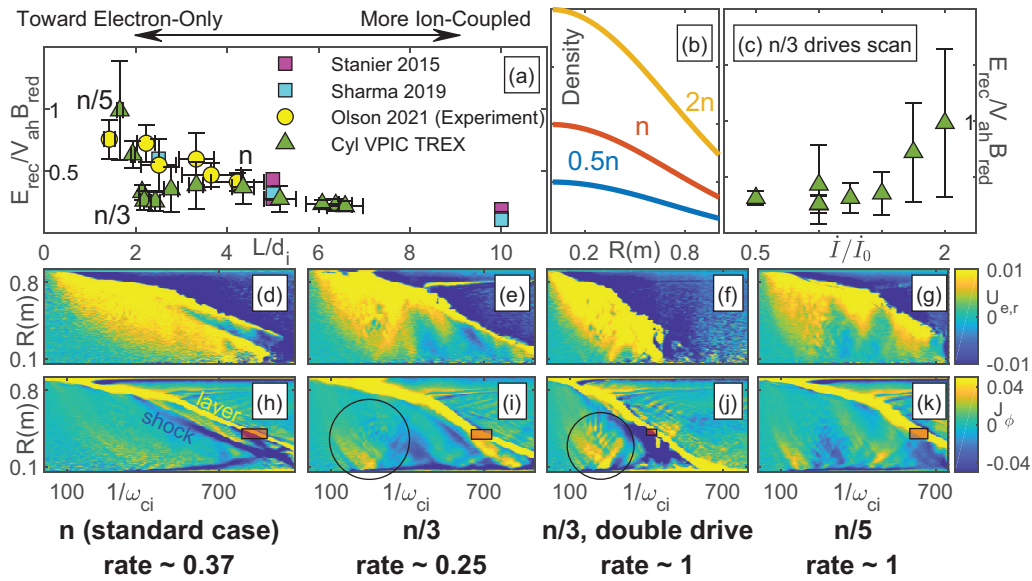 Toward Electron-Only
More Ion-Coupled
(a)
Stanier 2015
Sharma 2019
Olson 2021 (Experiment)
Cyl VPIC TREX
n/5
n
n/3
E_rec/V_ah B_red
1
0.5
0 2 4 6 8 10
L/d_i
(b)
Density
2n
n
0.5n
0.2 0.8
R(m)
(c) n/3 drives scan
E_rec/V_ah B_red
1
0.5 2
İ/İ_0
(d)
(e)
(f)
(g)
R(m)
0.8
0.1
0.01
0
-0.01
U_e,r
(h)
layer
shock
(i)
(j)
(k)
R(m)
0.8
0.1
0.04
0
-0.04
J_ϕ
100 1/ω_ci 700
100 1/ω_ci 700
100 1/ω_ci 700
100 1/ω_ci 700
n (standard case)
rate ~ 0.37
n/3
rate ~ 0.25
n/3, double drive
rate ~ 1
n/5
rate ~ 1